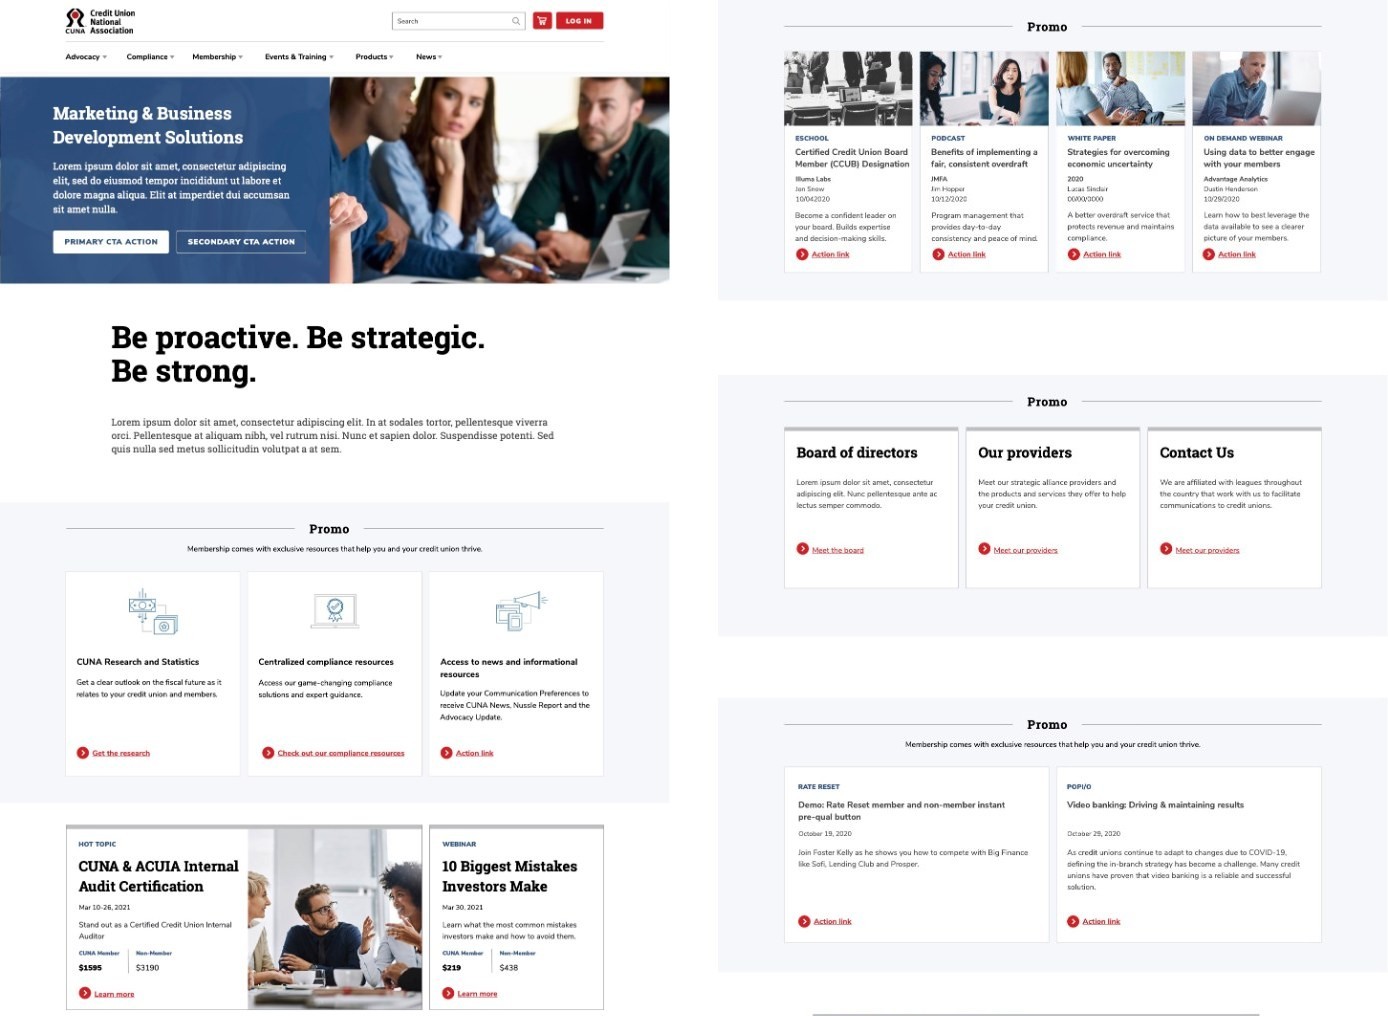 Credit Union
National
Association
CUNA
Search
LOG IN
Advocacy
Compliance
Membership
Events & Training
Products
News
Marketing & Business
Development Solutions
Lorem ipsum dolor sit amet, consectetur adipiscing
elit, sed do eiusmod tempor incididunt ut labore et
dolore magna aliqua. Elit at imperdiet dui accumsan
sit amet nulla.
PRIMARY CTA ACTION
SECONDARY CTA ACTION
Be proactive. Be strategic.
Be strong.
Lorem ipsum dolor sit amet, consectetur adipiscing elit. In at sodales tortor, pellentesque viverra
orci. Pellentesque at aliquam nibh, vel rutrum nisi. Nunc et sapien dolor. Suspendisse potenti. Sed
quis nulla sed metus sollicitudin volutpat a at sem.
Promo
Membership comes with exclusive resources that help you and your credit union thrive.
CUNA Research and Statistics
Get a clear outlook on the fiscal future as it
relates to your credit union and members.
Get the research
Centralized compliance resources
Access our game-changing compliance
solutions and expert guidance.
Check out our compliance resources
Access to news and informational
resources
Update your Communication Preferences to
receive CUNA News, Nussle Report and the
Advocacy Update.
Action link
HOT TOPIC
CUNA & ACUIA Internal
Audit Certification
Mar 10-26, 2021
Stand out as a Certified Credit Union Internal
Auditor
CUNA Member
Non-Member
$1595
$3190
Learn more
WEBINAR
10 Biggest Mistakes
Investors Make
Mar 30, 2021
Learn what the most common mistakes
investors make and how to avoid them.
CUNA Member
Non-Member
$219
$438
Learn more
Promo
ESCHOOL
Certified Credit Union Board
Member (CCUB) Designation
Illuma Labs
Jon Snow
10/042020
Become a confident leader on
your board. Builds expertise
and decision-making skills.
Action link
PODCAST
Benefits of implementing a
fair, consistent overdraft
JMFA
Jim Hopper
10/12/2020
Program management that
provides day-to-day
consistency and peace of mind.
Action link
WHITE PAPER
Strategies for overcoming
economic uncertainty
2020
Lucas Sinclair
00/00/0000
A better overdraft service that
protects revenue and maintains
compliance.
Action link
ON DEMAND WEBINAR
Using data to better engage
with your members
Advantage Analytics
Dustin Henderson
10/29/2020
Learn how to best leverage the
data available to see a clearer
picture of your members.
Action link
Promo
Board of directors
Lorem ipsum dolor sit amet, consectetur
adipiscing elit. Nunc pellentesque ante ac
lectus semper commodo.
Meet the board
Our providers
Meet our strategic alliance providers and
the products and services they offer to help
your credit union.
Meet our providers
Contact Us
We are affiliated with leagues throughout
the country that work with us to facilitate
communications to credit unions.
Meet our providers
Promo
Membership comes with exclusive resources that help you and your credit union thrive.
RATE RESET
Demo: Rate Reset member and non-member instant
pre-qual button
October 19, 2020
Join Foster Kelly as he shows you how to compete with Big Finance
like Sofi, Lending Club and Prosper.
Action link
POPI/O
Video banking: Driving & maintaining results
October 29, 2020
As credit unions continue to adapt to changes due to COVID-19,
defining the in-branch strategy has become a challenge. Many credit
unions have proven that video banking is a reliable and successful
solution.
Action link